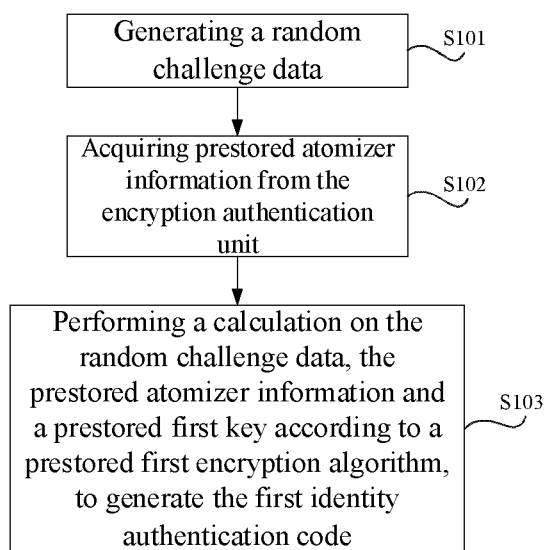 Generating a random
challenge data
S101
Acquiring prestored atomizer
information from the
encryption authentication
unit
S102
Performing a calculation on the
random challenge data, the
prestored atomizer information and
a prestored first key according to a
prestored first encryption algorithm,
to generate the first identity
authentication code
S103